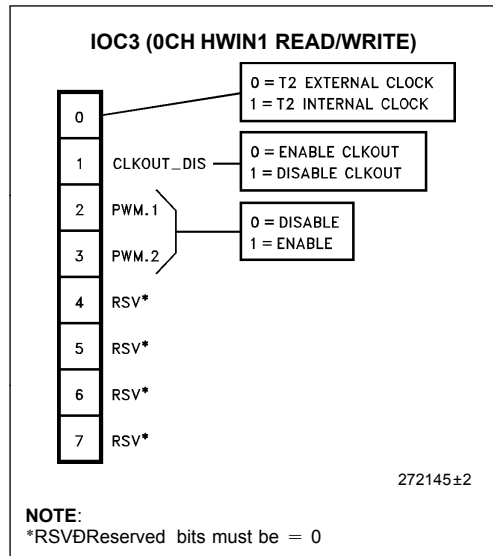 IOC3 (0CH HWIN1 READ/WRITE)
0 = T2 EXTERNAL CLOCK
1 = T2 INTERNAL CLOCK
0
1 CLKOUT_DIS
0 = ENABLE CLKOUT
1 = DISABLE CLKOUT
2 PWM.1
0 = DISABLE
1 = ENABLE
3 PWM.2
4 RSV*
5 RSV*
6 RSV*
7 RSV*
272145±2
NOTE:
*RSVÐReserved bits must be = 0